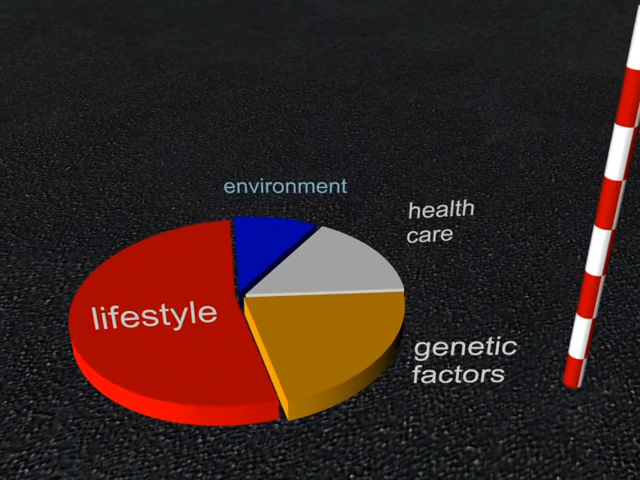 environment
health
care
lifestyle
genetic
factors